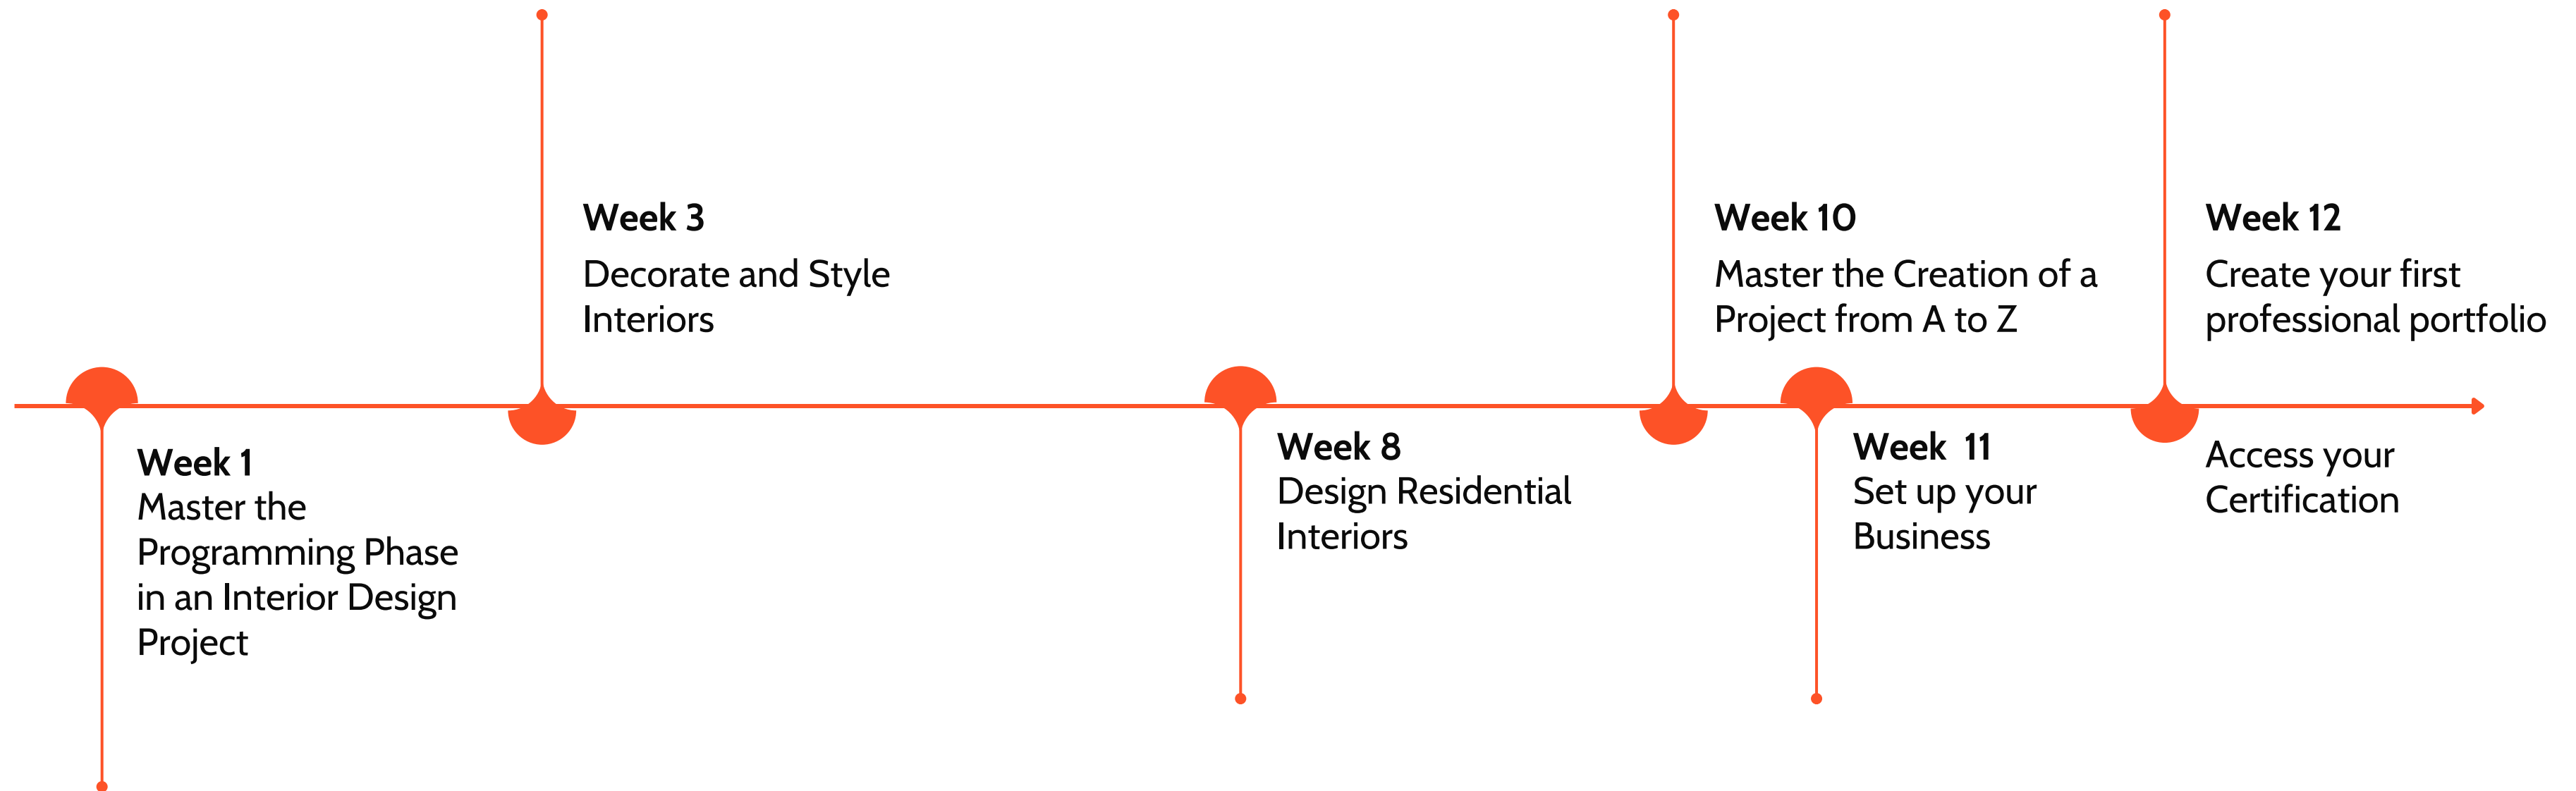 Week 1
Master the
Programming Phase
in an Interior Design
Project
Week 3
Decorate and Style
Interiors
Week 8
Design Residential
Interiors
Week 10
Master the Creation of a
Project from A to Z
Week  11
Set up your
Business
Week 12
Create your first
professional portfolio
Access your
Certification